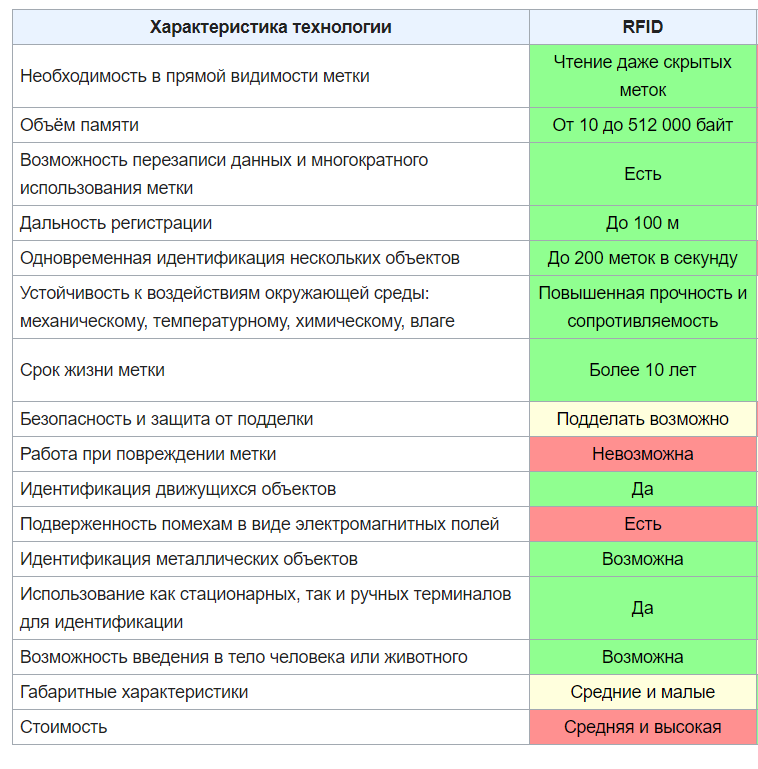 Характеристика технологии RFID
Необходимость в прямой видимости метки
Чтение даже скрытых
меток
Объём памяти От 10 до 512 000 байт
Возможность перезаписи данных и многократного
использования метки
Есть
Дальность регистрации До 100 м
Одновременная идентификация нескольких объектов До 200 меток в секунду
Устойчивость к воздействиям окружающей среды:
механическому, температурному, химическому, влаге
Повышенная прочность и
сопротивляемость
Срок жизни метки Более 10 лет
Безопасность и защита от подделки Подделать возможно
Работа при повреждении метки Невозможна
Идентификация движущихся объектов Да
Подверженность помехам в виде электромагнитных полей Есть
Идентификация металлических объектов Возможна
Использование как стационарных, так и ручных терминалов
для идентификации
Да
Возможность введения в тело человека или животного Возможна
Габаритные характеристики Средние и малые
Стоимость Средняя и высокая